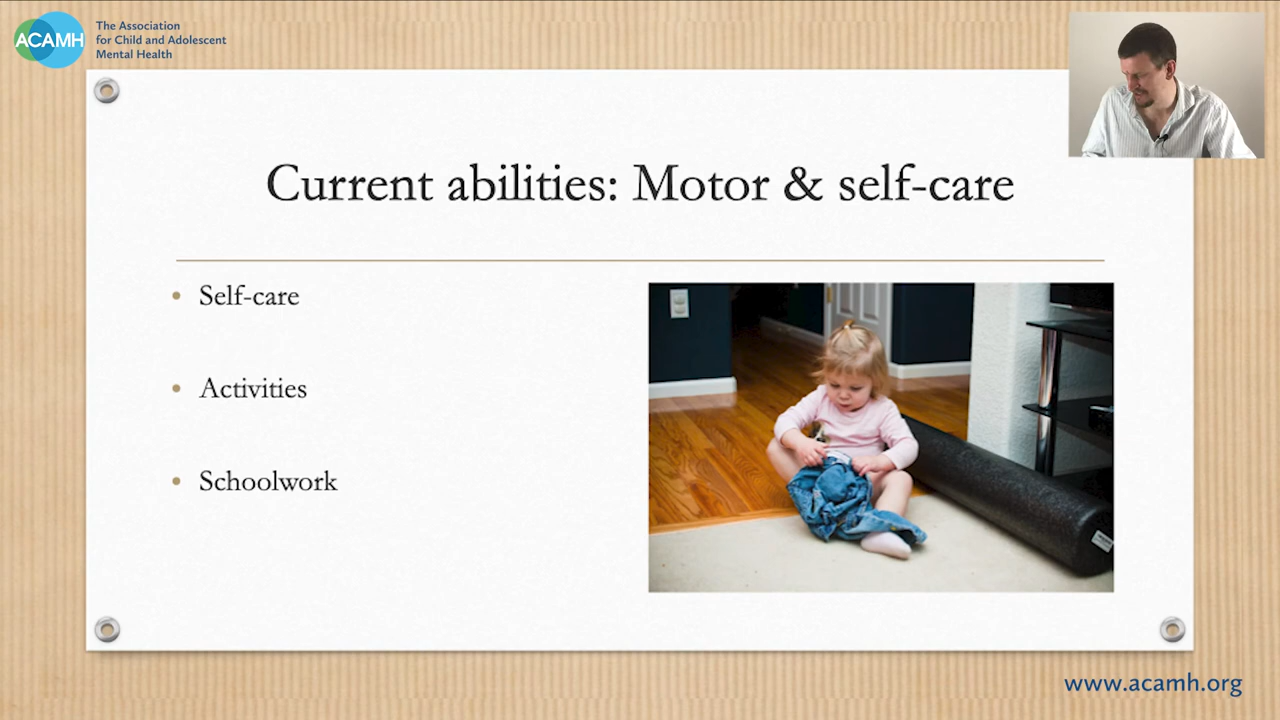 ACAMH
The Association
for Child and Adolescent
Mental Health
Current abilities: Motor & self-care
• Self-care
• Activities
• Schoolwork
www.acamh.org